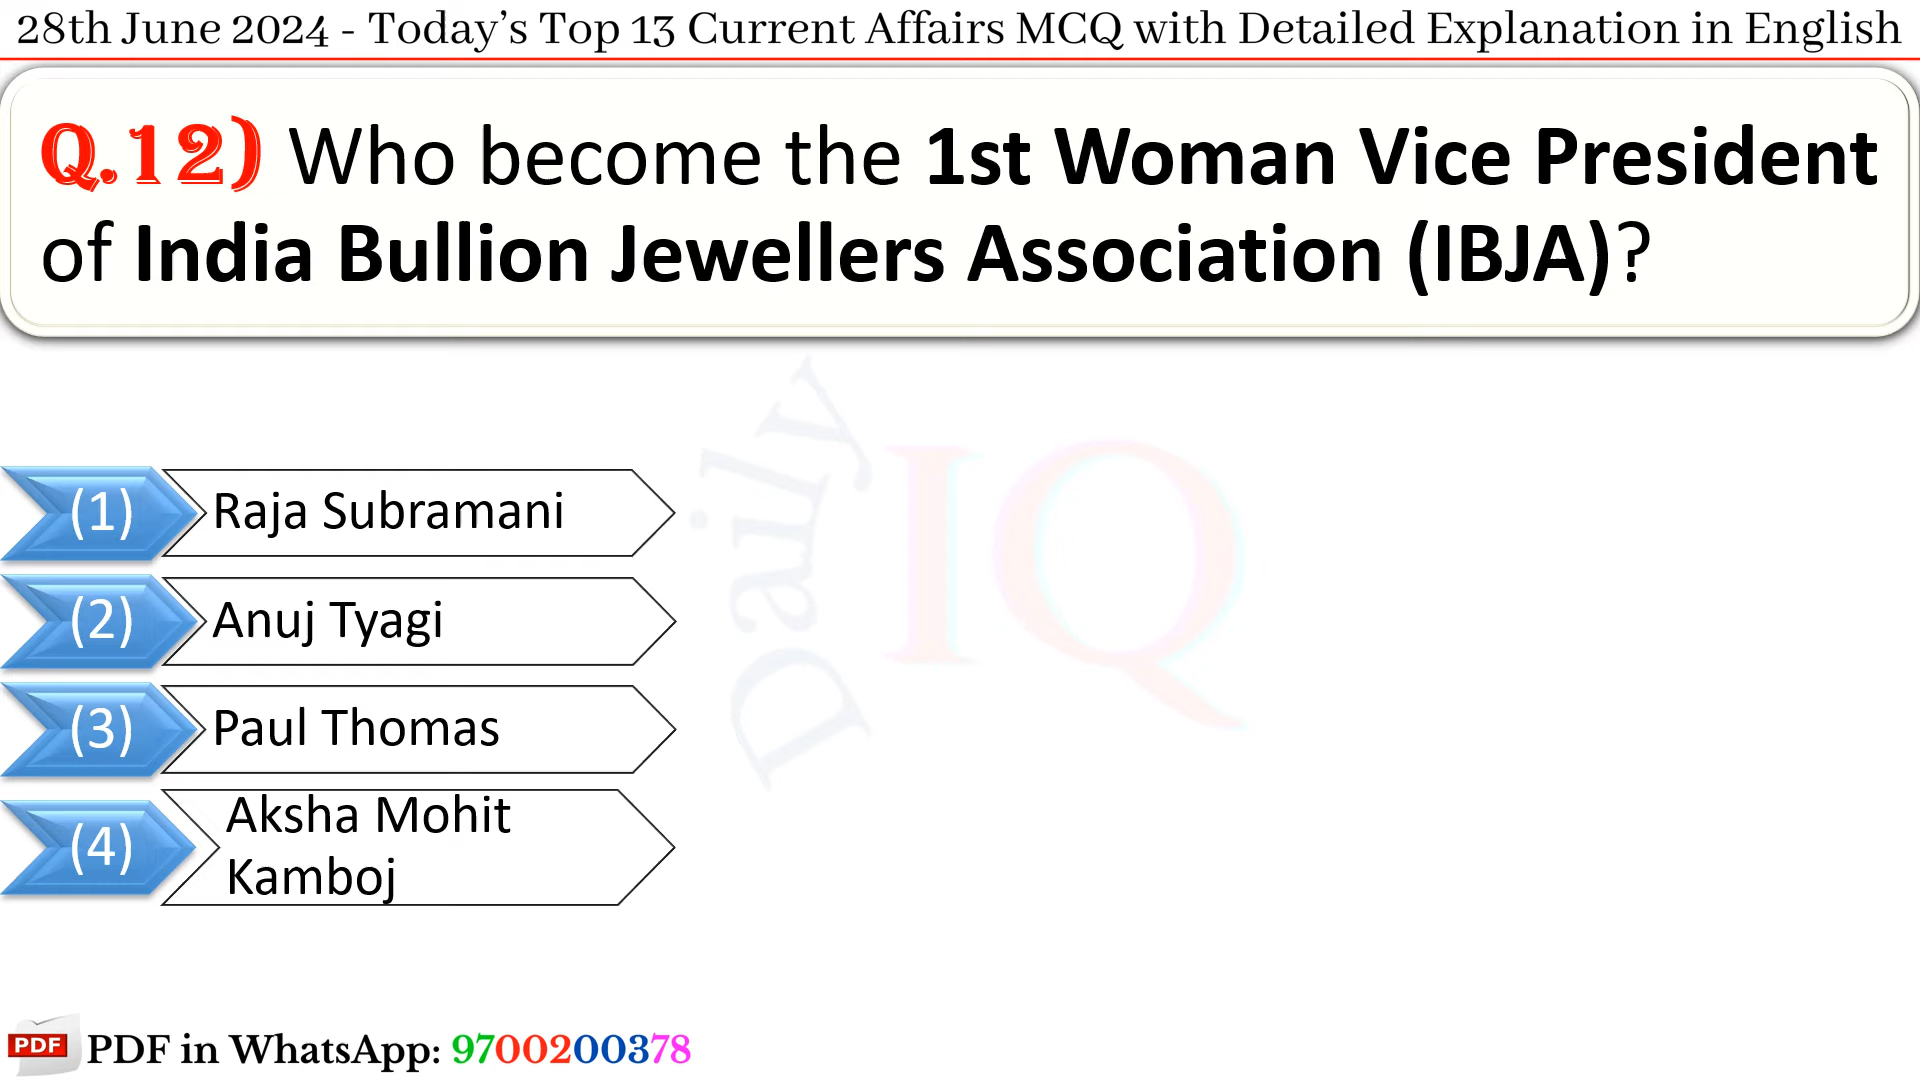 28th June 2024 - Today’s Top 13 Current Affairs MCQ with Detailed Explanation in English
Q.12) Who become the 1st Woman Vice President
of India Bullion Jewellers Association (IBJA)?
Daily
IQ
(1) Raja Subramani
(2) Anuj Tyagi
(3) Paul Thomas
(4) Aksha Mohit
Kamboj
PDF PDF in WhatsApp: 9700200378